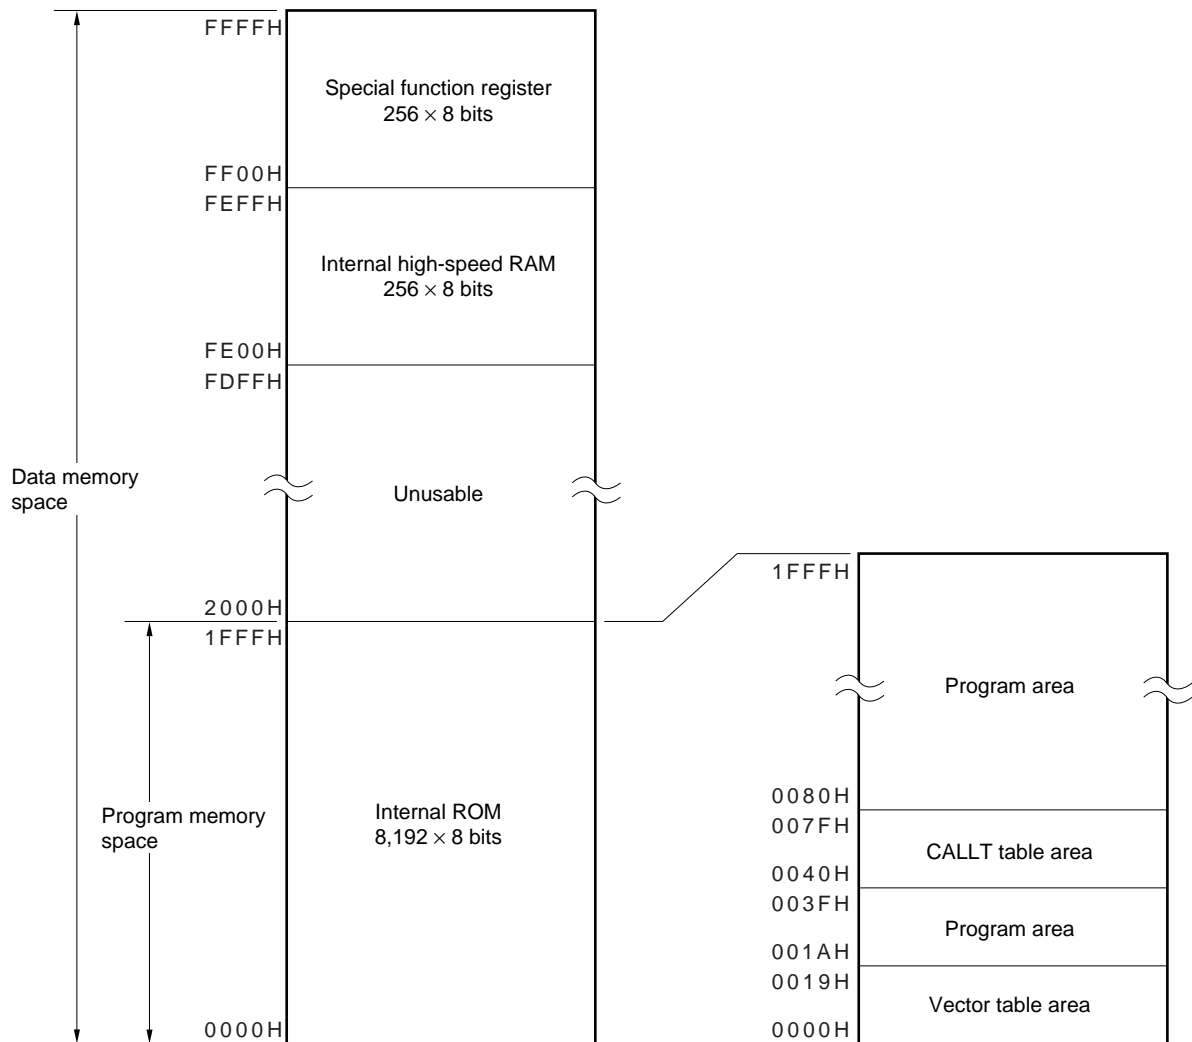 FFFFH
Special function register
256 × 8 bits
FF00H
FEFFH
Internal high-speed RAM
256 × 8 bits
FE00H
FDFFH
Data memory
space
Unusable
2000H
1FFFH
Program memory
space
Internal ROM
8,192 × 8 bits
0000H
1FFFH
Program area
0080H
007FH
CALLT table area
0040H
003FH
Program area
001AH
0019H
Vector table area
0000H